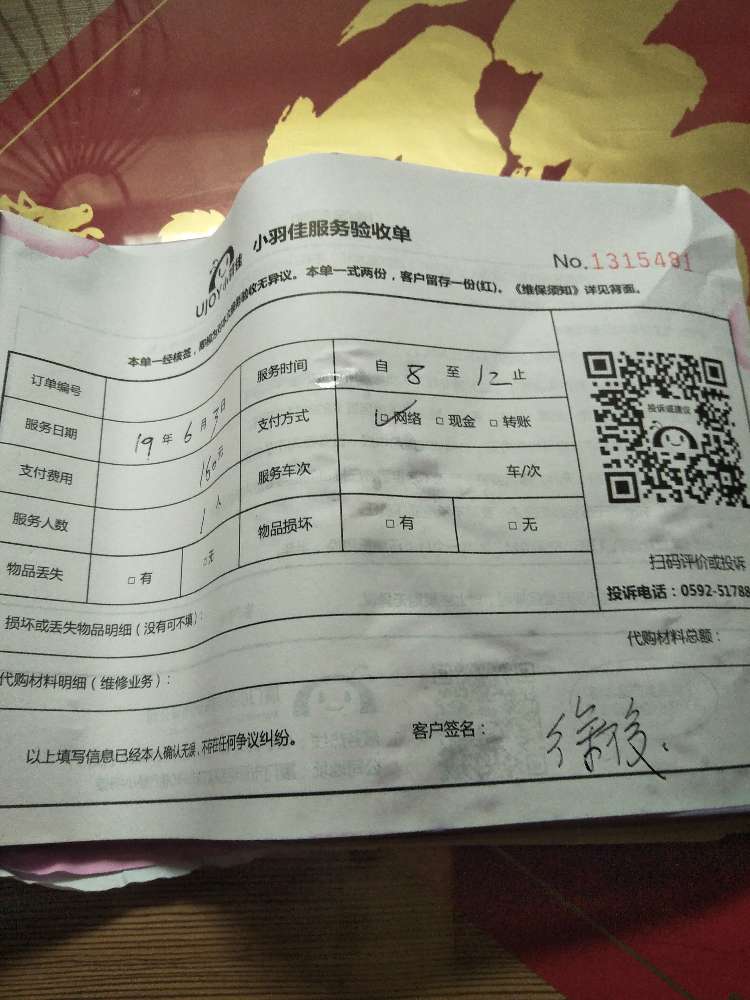 UJOY小羽佳 小羽佳服务验收单
No.1315481
本单一经核签，服务验收无异议。本单一式两份，客户留存一份(红)。《维保须知》详见背面。
订单编号 服务时间 自 8 至 12 止
服务日期 19 年 6 月 3 日 支付方式 □网络 □现金 □转账
支付费用 160元 服务车次 车/次
服务人数 1 人 物品损坏 □有 □无
物品丢失 □有 □无
投诉或建议
扫码评价或投诉
投诉电话：0592-51788
损坏或丢失物品明细（没有可不填）：
代购材料总额：
代购材料明细（维修业务）：
以上填写信息已经本人确认无误，不存在任何争议纠纷。 客户签名：